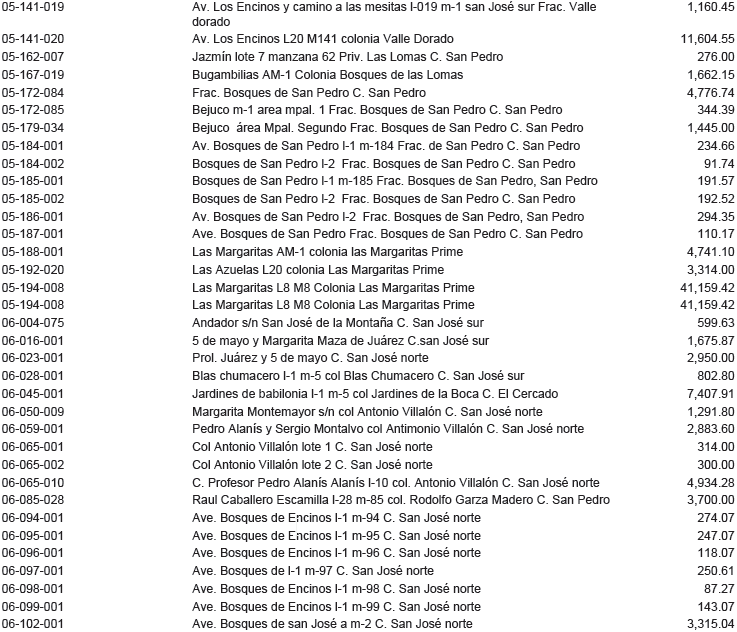 05-141-019 Av. Los Encinos y camino a las mesitas l-019 m-1 san José sur Frac. Valle 1,160.45
dorado
05-141-020 Av. Los Encinos L20 M141 colonia Valle Dorado 11,604.55
05-162-007 Jazmín lote 7 manzana 62 Priv. Las Lomas C. San Pedro 276.00
05-167-019 Bugambilias AM-1 Colonia Bosques de las Lomas 1,662.15
05-172-084 Frac. Bosques de San Pedro C. San Pedro 4,776.74
05-172-085 Bejuco m-1 area mpal. 1 Frac. Bosques de San Pedro C. San Pedro 344.39
05-179-034 Bejuco área Mpal. Segundo Frac. Bosques de San Pedro C. San Pedro 1,445.00
05-184-001 Av. Bosques de San Pedro l-1 m-184 Frac. de San Pedro C. San Pedro 234.66
05-184-002 Bosques de San Pedro l-2 Frac. Bosques de San Pedro C. San Pedro 91.74
05-185-001 Bosques de San Pedro l-1 m-185 Frac. Bosques de San Pedro, San Pedro 191.57
05-185-002 Bosques de San Pedro l-2 Frac. Bosques de San Pedro C. San Pedro 192.52
05-186-001 Av. Bosques de San Pedro l-2 Frac. Bosques de San Pedro, San Pedro 294.35
05-187-001 Ave. Bosques de San Pedro Frac. Bosques de San Pedro C. San Pedro 110.17
05-188-001 Las Margaritas AM-1 colonia las Margaritas Prime 4,741.10
05-192-020 Las Azuelas L20 colonia Las Margaritas Prime 3,314.00
05-194-008 Las Margaritas L8 M8 Colonia Las Margaritas Prime 41,159.42
05-194-008 Las Margaritas L8 M8 Colonia Las Margaritas Prime 41,159.42
06-004-075 Andador s/n San José de la Montaña C. San José sur 599.63
06-016-001 5 de mayo y Margarita Maza de Juárez C.san José sur 1,675.87
06-023-001 Prol. Juárez y 5 de mayo C. San José norte 2,950.00
06-028-001 Blas chumacero l-1 m-5 col Blas Chumacero C. San José sur 802.80
06-045-001 Jardines de babilonia l-1 m-5 col Jardines de la Boca C. El Cercado 7,407.91
06-050-009 Margarita Montemayor s/n col Antonio Villalón C. San José norte 1,291.80
06-059-001 Pedro Alanís y Sergio Montalvo col Antimonio Villalón C. San José norte 2,883.60
06-065-001 Col Antonio Villalón lote 1 C. San José norte 314.00
06-065-002 Col Antonio Villalón lote 2 C. San José norte 300.00
06-065-010 C. Profesor Pedro Alanís Alanís l-10 col. Antonio Villalón C. San José norte 4,934.28
06-085-028 Raul Caballero Escamilla l-28 m-85 col. Rodolfo Garza Madero C. San Pedro 3,700.00
06-094-001 Ave. Bosques de Encinos l-1 m-94 C. San José norte 274.07
06-095-001 Ave. Bosques de Encinos l-1 m-95 C. San José norte 247.07
06-096-001 Ave. Bosques de Encinos l-1 m-96 C. San José norte 118.07
06-097-001 Ave. Bosques de l-1 m-97 C. San José norte 250.61
06-098-001 Ave. Bosques de Encinos l-1 m-98 C. San José norte 87.27
06-099-001 Ave. Bosques de Encinos l-1 m-99 C. San José norte 143.07
06-102-001 Ave. Bosques de san José a m-2 C. San José norte 3,315.04